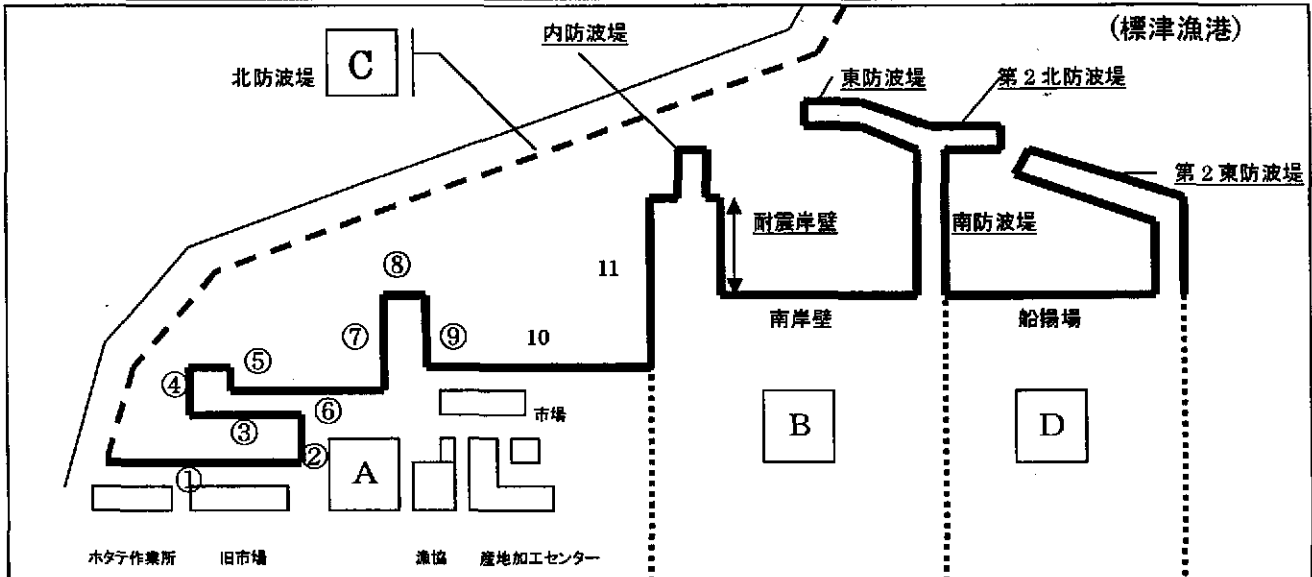 (標津漁港)
内防波堤
北防波堤
C
東防波堤
第2北防波堤
第2東防波堤
耐震岸壁
南防波堤
⑧
11
南岸壁
船揚場
⑦
⑨
10
⑤
④
⑥
市場
③
B
D
②
A
①
ホタテ作業所
旧市場
漁協
産地加工センター